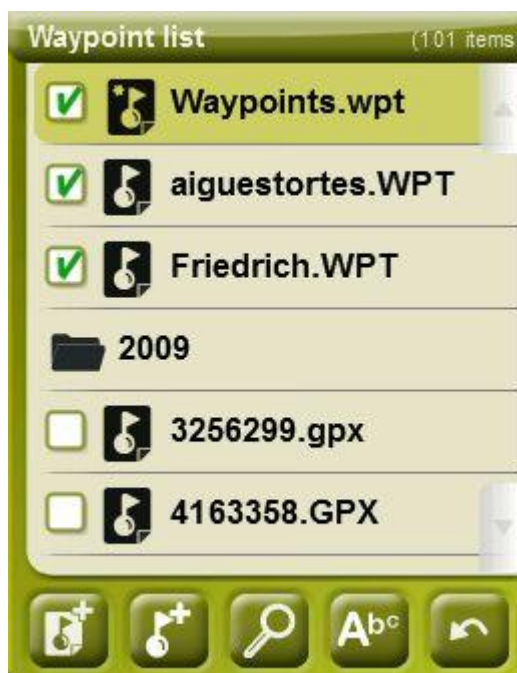 Waypoint list (101 items
Waypoints.wpt
aiguestortes.WPT
Friedrich.WPT
2009
3256299.gpx
4163358.GPX
Abc